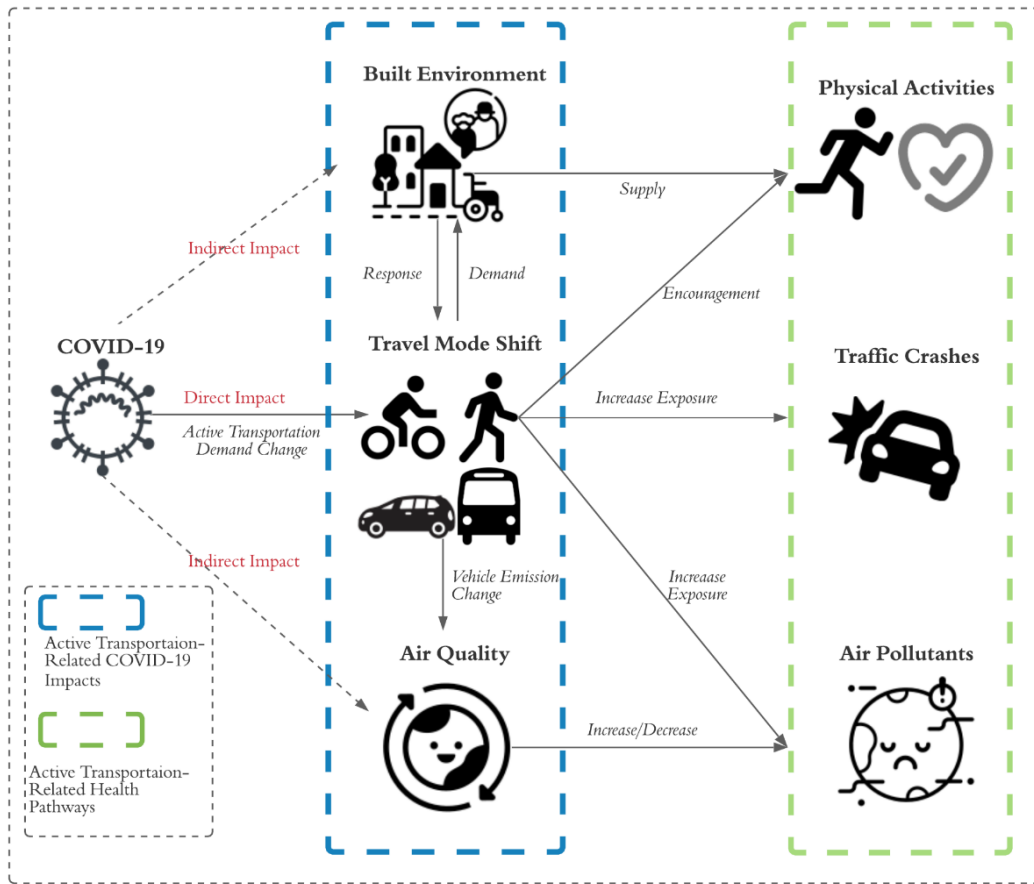 Built Environment
Physical Activities
Supply
Indirect Impact
Response
Demand
Encouragement
COVID-19
Travel Mode Shift
Traffic Crashes
Direct Impact
Active Transportation
Demand Change
Increaase Exposure
Indirect Impact
Vehicle Emission
Change
Increaase
Exposure
Active Transportaion-
Related COVID-19
Impacts
Air Quality
Air Pollutants
Increase/Decrease
Active Transportaion-
Related Health
Pathways